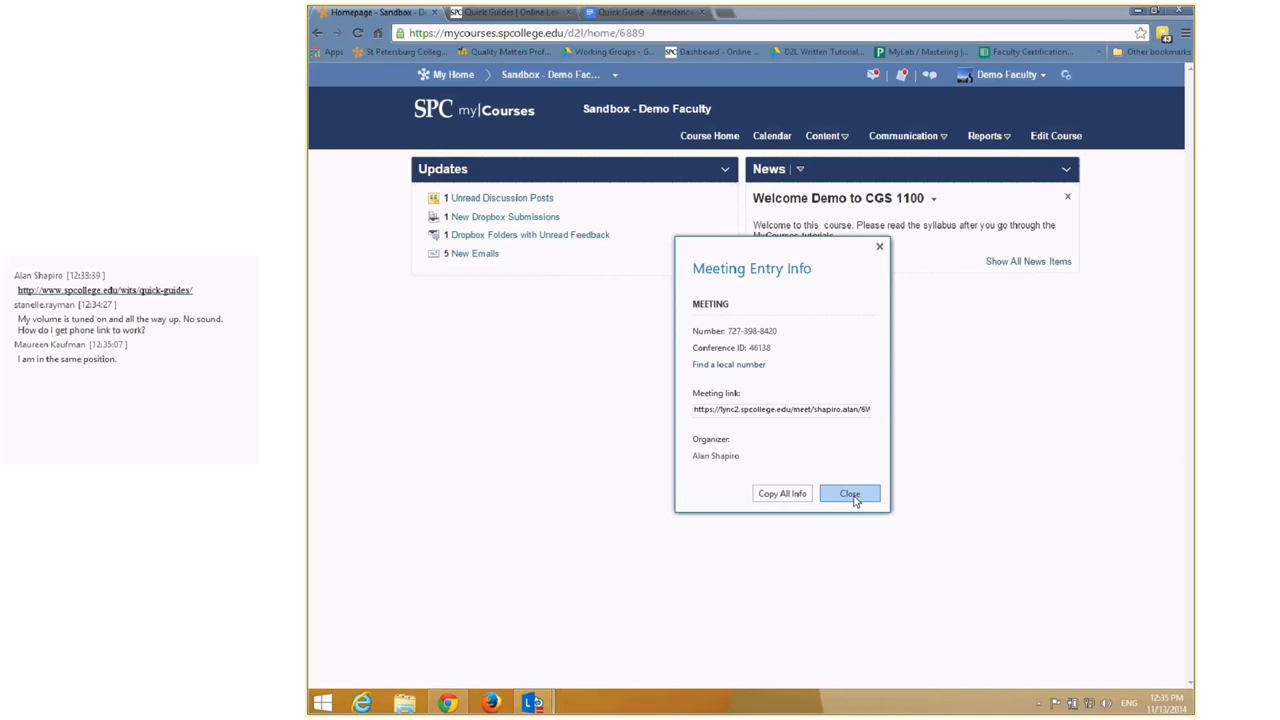 Homepage - Sandbox - D
Quick Guides | Online Le
Quick Guide - Attendanc
https://mycourses.spcollege.edu/d2l/home/6889
Apps
St Petersburg Colleg...
Quality Matters Prof...
Working Groups - G...
SPC
Dashboard - Online ...
D2L Written Tutorial...
MyLab / Mastering |...
Faculty Certification...
Other bookmarks
My Home
Sandbox - Demo Fac...
Demo Faculty
SPC my|Courses
Sandbox - Demo Faculty
Course Home
Calendar
Content
Communication
Reports
Edit Course
Updates
1 Unread Discussion Posts
1 New Dropbox Submissions
1 Dropbox Folders with Unread Feedback
5 New Emails
News
Welcome Demo to CGS 1100
Welcome to this course. Please read the syllabus after you go through the
MyCourses tutorials.
Show All News Items
Meeting Entry Info
MEETING
Number: 727-398-8420
Conference ID: 46138
Find a local number
Meeting link:
https://lync2.spcollege.edu/meet/shapiro.alan/6W
Organizer:
Alan Shapiro
Copy All Info
Close
Alan Shapiro [12:33:39 ]
http://www.spcollege.edu/wits/quick-guides/
stanelle.rayman [12:34:27 ]
My volume is tuned on and all the way up. No sound.
How do I get phone link to work?
Maureen Kaufman [12:35:07 ]
I am in the same position.
ENG
12:35 PM
11/13/2014